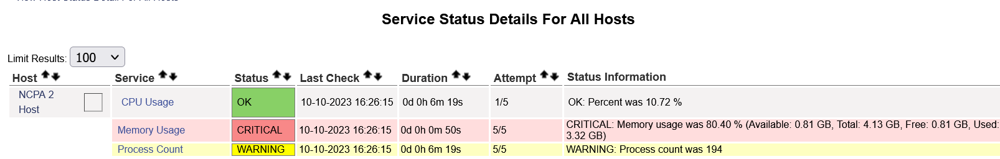 Service Status Details For All Hosts
Limit Results: 100
Host Service Status Last Check Duration Attempt Status Information
NCPA 2 Host CPU Usage OK 10-10-2023 16:26:15 0d 0h 6m 19s 1/5 OK: Percent was 10.72 %
Memory Usage CRITICAL 10-10-2023 16:26:15 0d 0h 0m 50s 5/5 CRITICAL: Memory usage was 80.40 % (Available: 0.81 GB, Total: 4.13 GB, Free: 0.81 GB, Used:
3.32 GB)
Process Count WARNING 10-10-2023 16:26:15 0d 0h 6m 19s 5/5 WARNING: Process count was 194